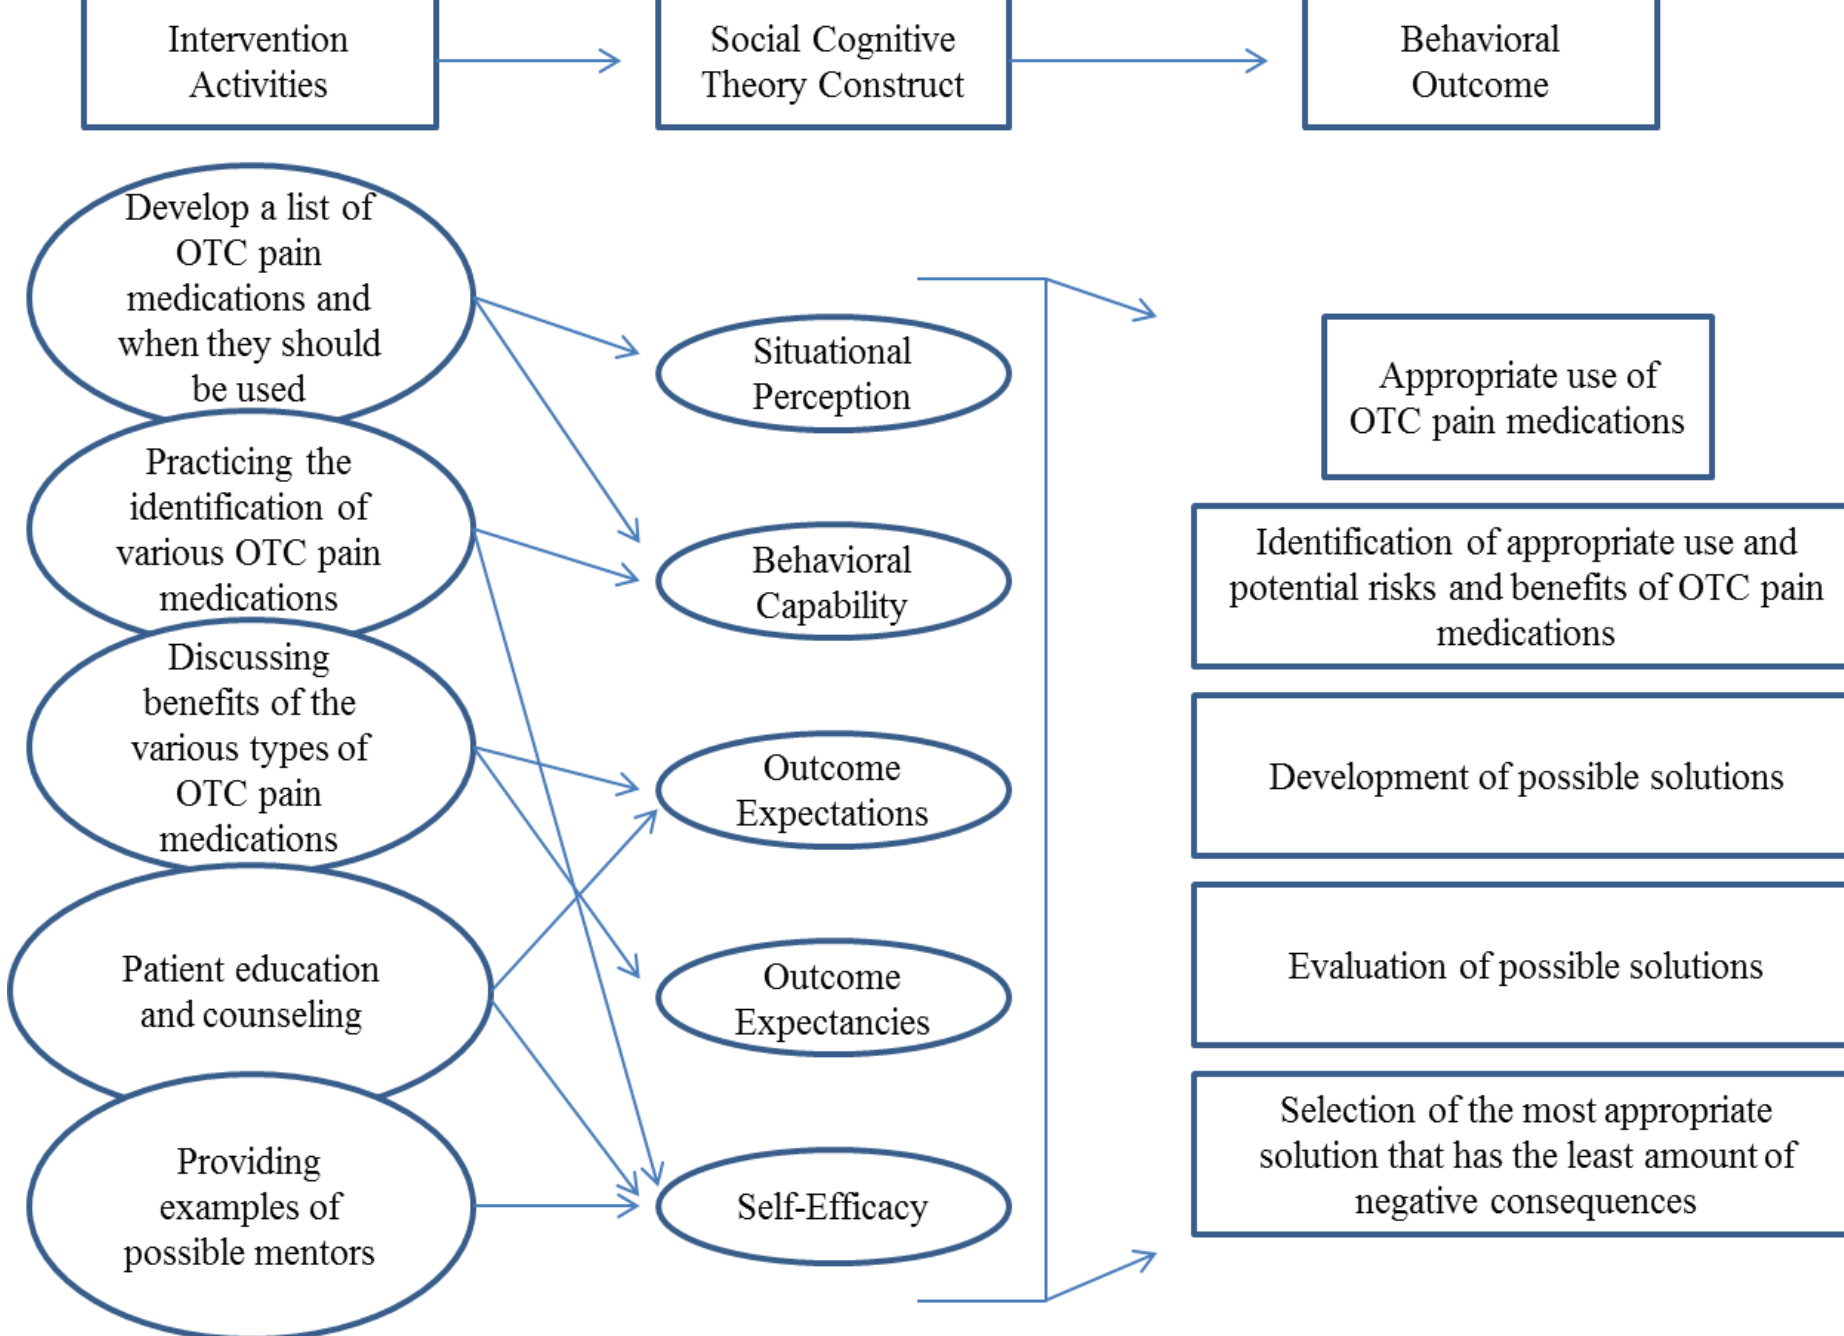 Intervention
Activities
Social Cognitive
Theory Construct
Behavioral
Outcome
Develop a list of
OTC pain
medications and
when they should
be used
Practicing the
identification of
various OTC pain
medications
Discussing
benefits of the
various types of
OTC pain
medications
Patient education
and counseling
Providing
examples of
possible mentors
Situational
Perception
Behavioral
Capability
Outcome
Expectations
Outcome
Expectancies
Self-Efficacy
Appropriate use of
OTC pain medications
Identification of appropriate use and
potential risks and benefits of OTC pain
medications
Development of possible solutions
Evaluation of possible solutions
Selection of the most appropriate
solution that has the least amount of
negative consequences